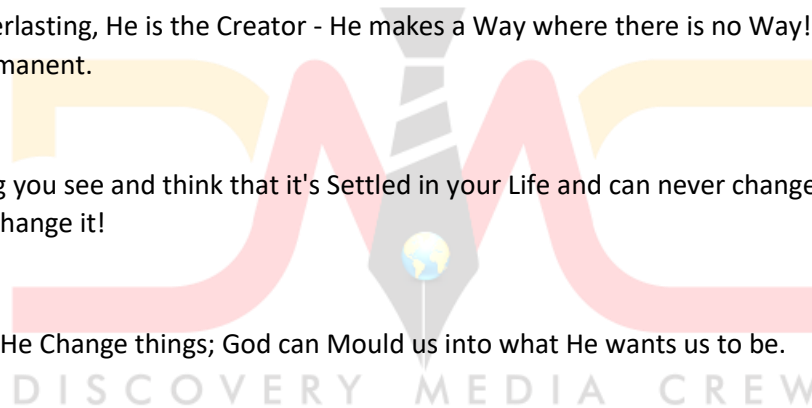 erlasting, He is the Creator - He makes a Way where there is no Way!
manent.
g you see and think that it's Settled in your Life and can never change
hange it!
He Change things; God can Mould us into what He wants us to be.
DMC
DISCOVERY MEDIA CREW